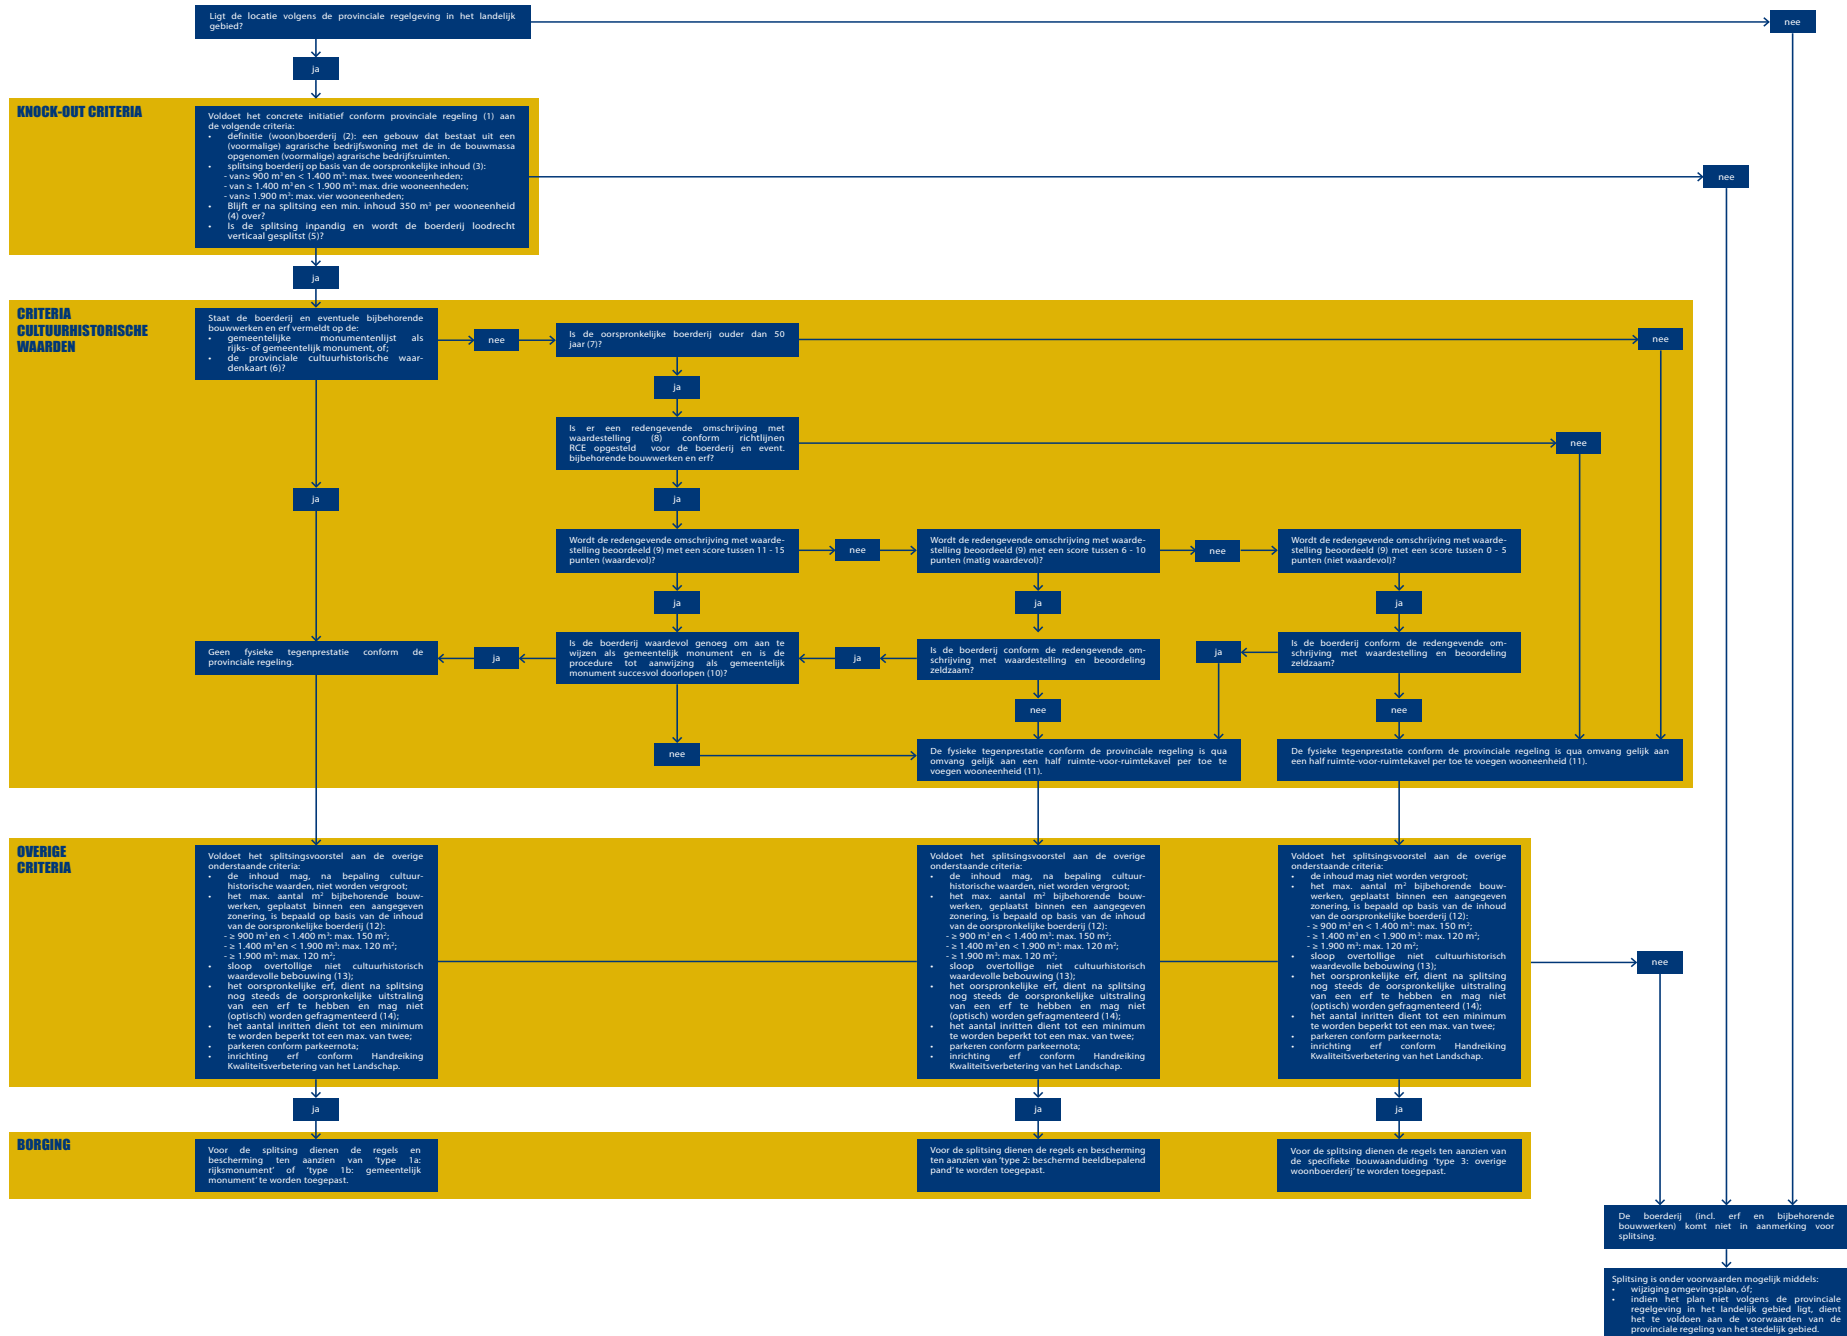 Ligt de locatie volgens de provinciale regelgeving in het landelijk
gebied?
nee
ja
KNOCK-OUT CRITERIA
Voldoet het concrete initiatief conform provinciale regeling (1) aan
de volgende criteria:
• definitie (woon)boerderij (2): een gebouw dat bestaat uit een
(voormalige) agrarische bedrijfswoning met de in de bouwmassa
opgenomen (voormalige) agrarische bedrijfsruimten.
• splitsing boerderij op basis van de oorspronkelijke inhoud (3):
- van≥ 900 m³ en < 1.400 m³: max. twee wooneenheden;
- van ≥ 1.400 m³ en < 1.900 m³: max. drie wooneenheden;
- van≥ 1.900 m³: max. vier wooneenheden;
• Blijft er na splitsing een min. inhoud 350 m³ per wooneenheid
(4) over?
• Is de splitsing inpandig en wordt de boerderij loodrecht
verticaal gesplitst (5)?
nee
ja
CRITERIA
CULTUURHISTORISCHE
WAARDEN
Staat de boerderij en eventuele bijbehorende
bouwwerken en erf vermeldt op de:
• gemeentelijke monumentenlijst als
rijks- of gemeentelijk monument, of;
• de provinciale cultuurhistorische waar-
denkaart (6)?
nee
Is de oorspronkelijke boerderij ouder dan 50
jaar (7)?
nee
ja
Is er een redengevende omschrijving met
waardestelling (8) conform richtlijnen
RCE opgesteld voor de boerderij en event.
bijbehorende bouwwerken en erf?
nee
ja
ja
Wordt de redengevende omschrijving met waarde-
stelling beoordeeld (9) met een score tussen 11 - 15
punten (waardevol)?
nee
Wordt de redengevende omschrijving met waarde-
stelling beoordeeld (9) met een score tussen 6 - 10
punten (matig waardevol)?
nee
Wordt de redengevende omschrijving met waarde-
stelling beoordeeld (9) met een score tussen 0 - 5
punten (niet waardevol)?
ja
ja
ja
Geen fysieke tegenprestatie conform de
provinciale regeling.
ja
Is de boerderij waardevol genoeg om aan te
wijzen als gemeentelijk monument en is de
procedure tot aanwijzing als gemeentelijk
monument succesvol doorlopen (10)?
ja
Is de boerderij conform de redengevende om-
schrijving met waardestelling en beoordeling
zeldzaam?
ja
Is de boerderij conform de redengevende om-
schrijving met waardestelling en beoordeling
zeldzaam?
nee
nee
nee
De fysieke tegenprestatie conform de provinciale regeling is qua
omvang gelijk aan een half ruimte-voor-ruimtekavel per toe te
voegen wooneenheid (11).
De fysieke tegenprestatie conform de provinciale regeling is qua omvang gelijk aan
een half ruimte-voor-ruimtekavel per toe te voegen wooneenheid (11).
OVERIGE
CRITERIA
Voldoet het splitsingsvoorstel aan de overige
onderstaande criteria:
• de inhoud mag, na bepaling cultuur-
historische waarden, niet worden vergroot;
• het max. aantal m² bijbehorende bouw-
werken, geplaatst binnen een aangegeven
zonering, is bepaald op basis van de inhoud
van de oorspronkelijke boerderij (12):
- ≥ 900 m³ en < 1.400 m³: max. 150 m²;
- ≥ 1.400 m³ en < 1.900 m³: max. 120 m²;
- ≥ 1.900 m³: max. 120 m²;
• sloop overtollige niet cultuurhistorisch
waardevolle bebouwing (13);
• het oorspronkelijke erf, dient na splitsing
nog steeds de oorspronkelijke uitstraling
van een erf te hebben en mag niet
(optisch) worden gefragmenteerd (14);
• het aantal inritten dient tot een minimum
te worden beperkt tot een max. van twee;
• parkeren conform parkeernota;
• inrichting erf conform Handreiking
Kwaliteitsverbetering van het Landschap.
Voldoet het splitsingsvoorstel aan de overige
onderstaande criteria:
• de inhoud mag, na bepaling cultuur-
historische waarden, niet worden vergroot;
• het max. aantal m² bijbehorende bouw-
werken, geplaatst binnen een aangegeven
zonering, is bepaald op basis van de inhoud
van de oorspronkelijke boerderij (12):
- ≥ 900 m³ en < 1.400 m³: max. 150 m²;
- ≥ 1.400 m³ en < 1.900 m³: max. 120 m²;
- ≥ 1.900 m³: max. 120 m²;
• sloop overtollige niet cultuurhistorisch
waardevolle bebouwing (13);
• het oorspronkelijke erf, dient na splitsing
nog steeds de oorspronkelijke uitstraling
van een erf te hebben en mag niet
(optisch) worden gefragmenteerd (14);
• het aantal inritten dient tot een minimum
te worden beperkt tot een max. van twee;
• parkeren conform parkeernota;
• inrichting erf conform Handreiking
Kwaliteitsverbetering van het Landschap.
Voldoet het splitsingsvoorstel aan de overige
onderstaande criteria:
• de inhoud mag niet worden vergroot;
• het max. aantal m² bijbehorende bouw-
werken, geplaatst binnen een aangegeven
zonering, is bepaald op basis van de inhoud
van de oorspronkelijke boerderij (12):
- ≥ 900 m³ en < 1.400 m³: max. 150 m²;
- ≥ 1.400 m³ en < 1.900 m³: max. 120 m²;
- ≥ 1.900 m³: max. 120 m²;
• sloop overtollige niet cultuurhistorisch
waardevolle bebouwing (13);
• het oorspronkelijke erf, dient na splitsing
nog steeds de oorspronkelijke uitstraling
van een erf te hebben en mag niet
(optisch) worden gefragmenteerd (14);
• het aantal inritten dient tot een minimum
te worden beperkt tot een max. van twee;
• parkeren conform parkeernota;
• inrichting erf conform Handreiking
Kwaliteitsverbetering van het Landschap.
nee
ja
ja
ja
BORGING
Voor de splitsing dienen de regels en
bescherming ten aanzien van ‘type 1a:
rijksmonument’ of ‘type 1b: gemeentelijk
monument’ te worden toegepast.
Voor de splitsing dienen de regels en bescherming
ten aanzien van ‘type 2: beschermd beeldbepalend
pand’ te worden toegepast.
Voor de splitsing dienen de regels ten aanzien van
de specifieke bouwaanduiding ‘type 3: overige
woonboerderij’ te worden toegepast.
De boerderij (incl. erf en bijbehorende
bouwwerken) komt niet in aanmerking voor
splitsing.
Splitsing is onder voorwaarden mogelijk middels:
• wijziging omgevingsplan, óf;
• indien het plan niet volgens de provinciale
regelgeving in het landelijk gebied ligt, dient
het te voldoen aan de voorwaarden van de
provinciale regeling van het stedelijk gebied.